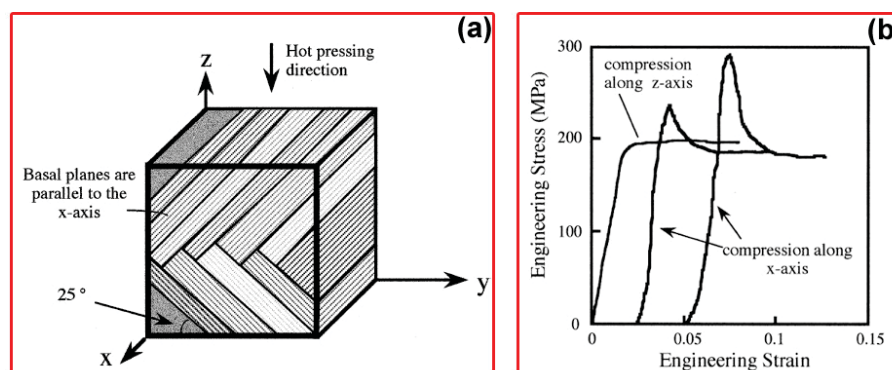 (a)
Z
Hot pressing
direction
Basal planes are
parallel to the
x-axis
25 °
X
y
(b)
Engineering Stress (MPa)
300
200
100
0
compression
along z-axis
compression along
x-axis
0
0.05
0.1
0.15
Engineering Strain